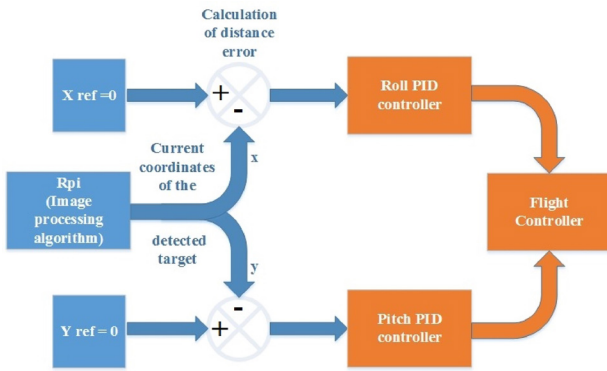 Calculation
of distance
error
X ref =0
+
-
Roll PID
controller
Current
coordinates
of the
x
Rpi
(Image
processing
algorithm)
Flight
Controller
detected
target
y
Y ref = 0
-
+
Pitch PID
controller